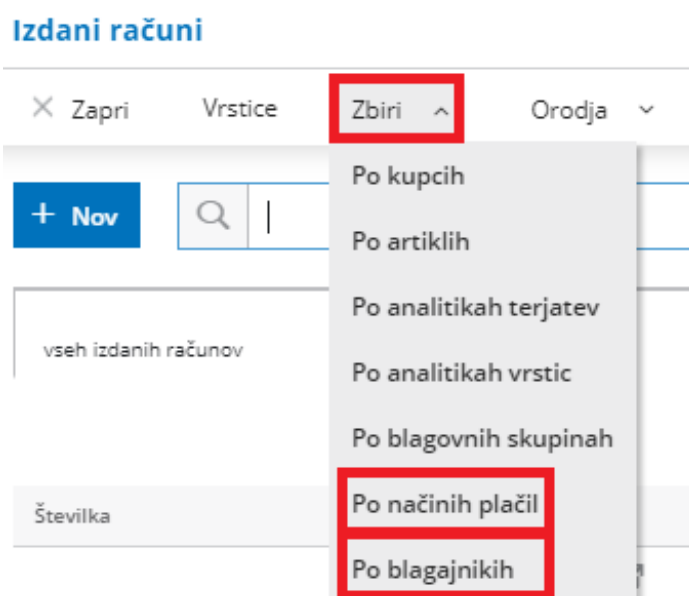 Izdani računi
Zapri Vrstice Zbiri Orodja
Po kupcih
+ Nov
Po artiklih
Po analitikah terjatev
vseh izdanih računov
Po analitikah vrstic
Po blagovnih skupinah
Po načinih plačil
Številka
Po blagajnikih